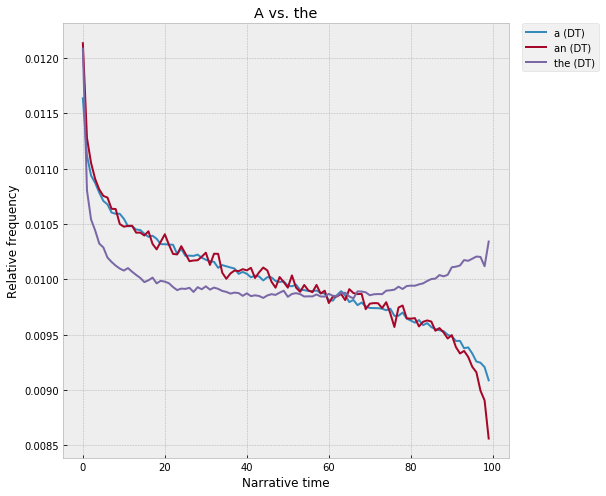 A vs. the
a (DT)
an (DT)
the (DT)
0.0120
0.0115
0.0110
0.0105
0.0100
0.0095
0.0090
0.0085
Relative frequency
0 20 40 60 80 100
Narrative time